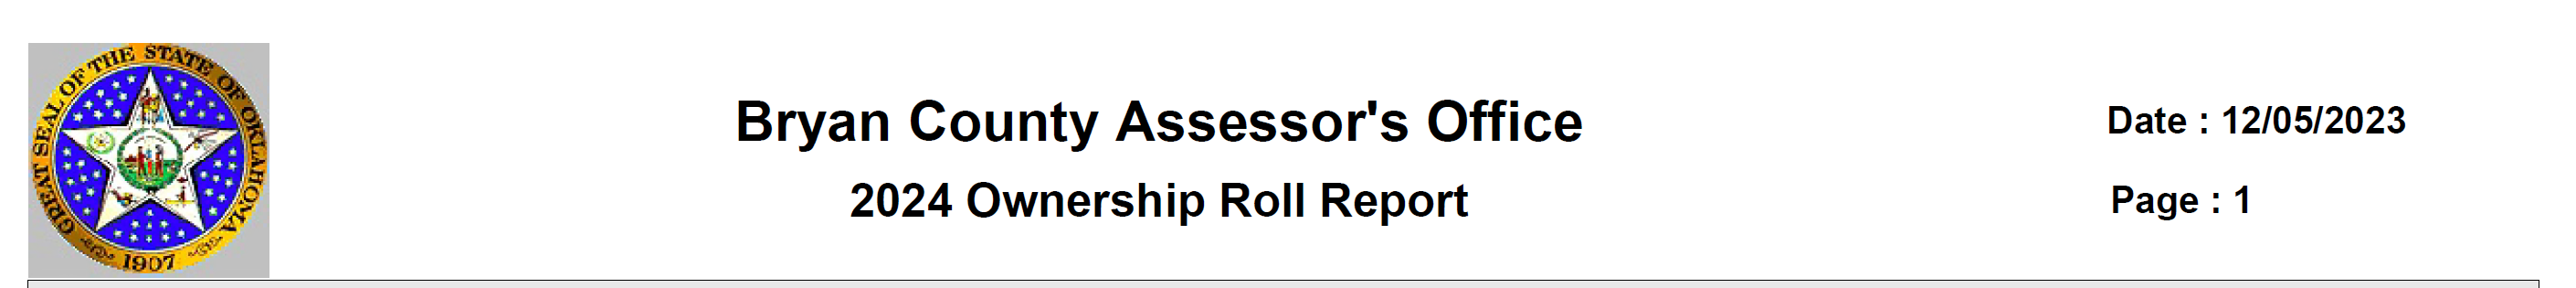 GREAT SEAL OF THE STATE OF OKLAHOMA
1907
Bryan County Assessor's Office
Date : 12/05/2023
2024 Ownership Roll Report
Page : 1